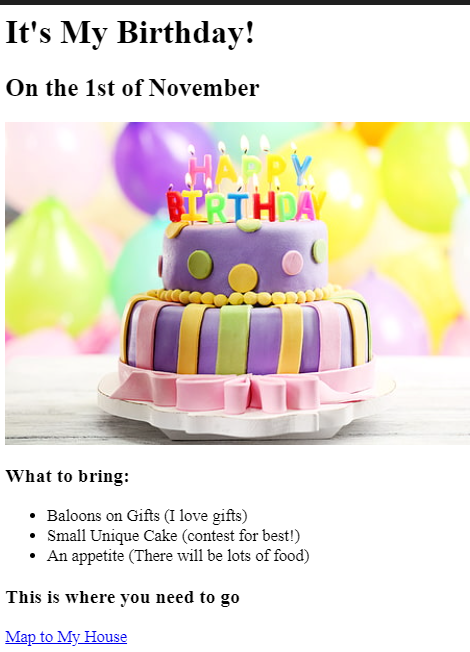 It's My Birthday!
On the 1st of November
HAPPY
BIRTHDAY
What to bring:
Baloons on Gifts (I love gifts)
Small Unique Cake (contest for best!)
An appetite (There will be lots of food)
This is where you need to go
Map to My House